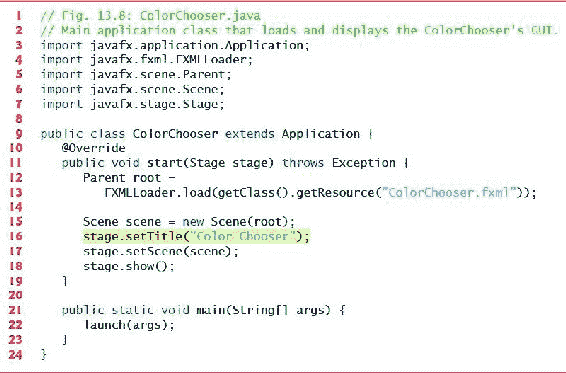 1 // Fig. 13.8: ColorChooser.java
2 // Main application class that loads and displays the ColorChooser's GUI.
3 import javafx.application.Application;
4 import javafx.fxml.FXMLLoader;
5 import javafx.scene.Parent;
6 import javafx.scene.Scene;
7 import javafx.stage.Stage;
8
9 public class ColorChooser extends Application {
10 @Override
11 public void start(Stage stage) throws Exception {
12 Parent root =
13 FXMLLoader.load(getClass().getResource("ColorChooser.fxml"));
14
15 Scene scene = new Scene(root);
16 stage.setTitle("Color Chooser");
17 stage.setScene(scene);
18 stage.show();
19 }
20
21 public static void main(String[] args) {
22 launch(args);
23 }
24 }